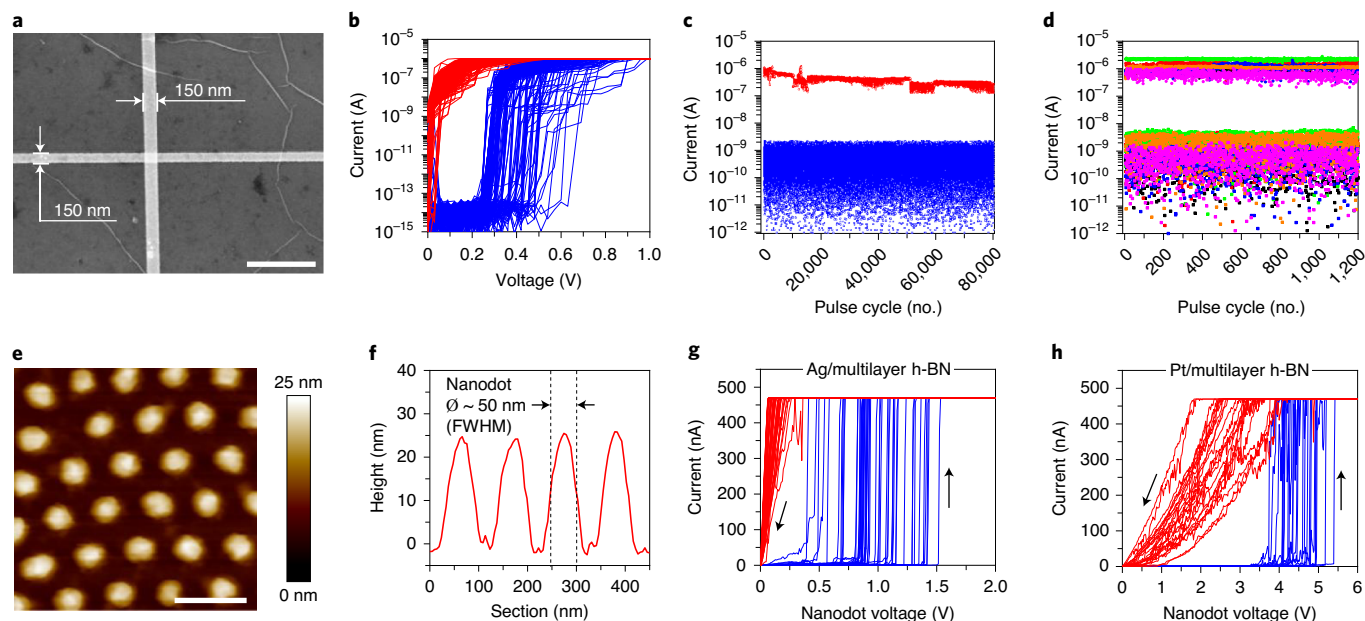 a
150 nm
150 nm
b
Current (A)
10⁻⁵
10⁻⁶
10⁻⁷
10⁻⁹
10⁻¹¹
10⁻¹³
10⁻¹⁴
10⁻¹⁵
0
0.2
0.4
0.6
0.8
1.0
Voltage (V)
c
Current (A)
10⁻⁵
10⁻⁶
10⁻⁷
10⁻⁸
10⁻⁹
10⁻¹⁰
10⁻¹¹
10⁻¹²
0
20,000
40,000
60,000
80,000
Pulse cycle (no.)
d
Current (A)
10⁻⁵
10⁻⁶
10⁻⁷
10⁻⁸
10⁻⁹
10⁻¹⁰
10⁻¹¹
10⁻¹²
0
200
400
600
800
1,000
1,200
Pulse cycle (no.)
e
25 nm
0 nm
f
Height (nm)
40
30
20
10
0
Nanodot
Ø ~ 50 nm
(FWHM)
0
100
200
300
400
Section (nm)
g
Ag/multilayer h-BN
Current (nA)
500
400
300
200
100
0
0
0.5
1.0
1.5
2.0
Nanodot voltage (V)
h
Pt/multilayer h-BN
Current (nA)
500
400
300
200
100
0
0
1
2
3
4
5
6
Nanodot voltage (V)